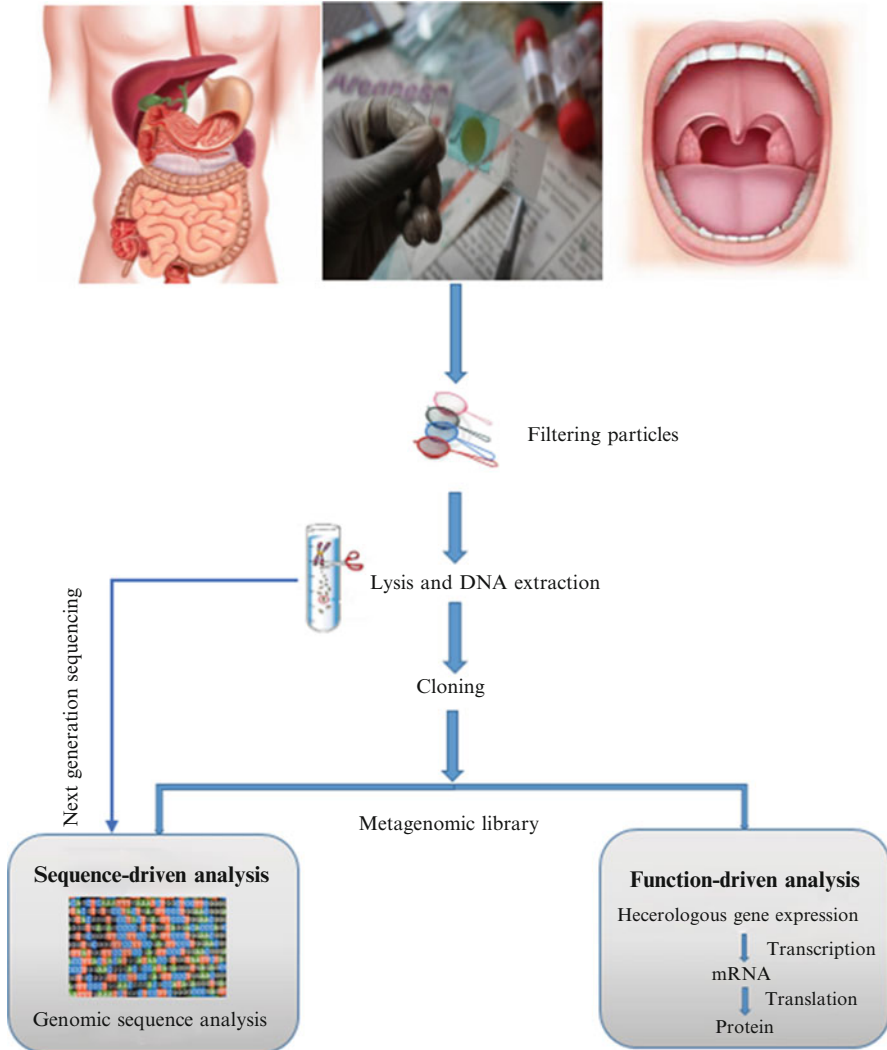 Filtering particles
Lysis and DNA extraction
Next generation sequencing
Cloning
Metagenomic library
Sequence-driven analysis
Genomic sequence analysis
Function-driven analysis
Hecerologous gene expression
Transcription
mRNA
Translation
Protein